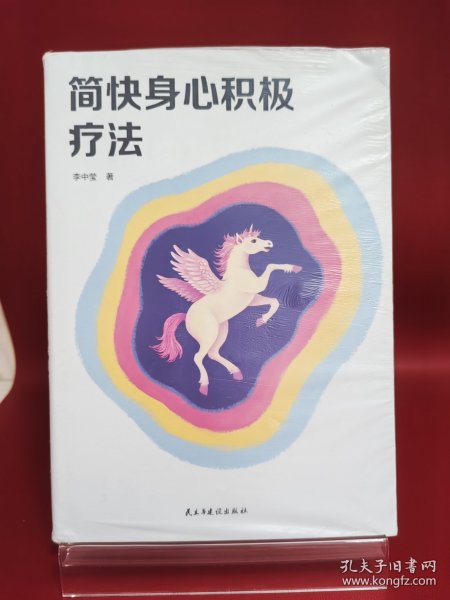 简快身心积极
疗法
李中莹 著
民主与建设出版社
孔夫子旧书网
www.kongfz.com